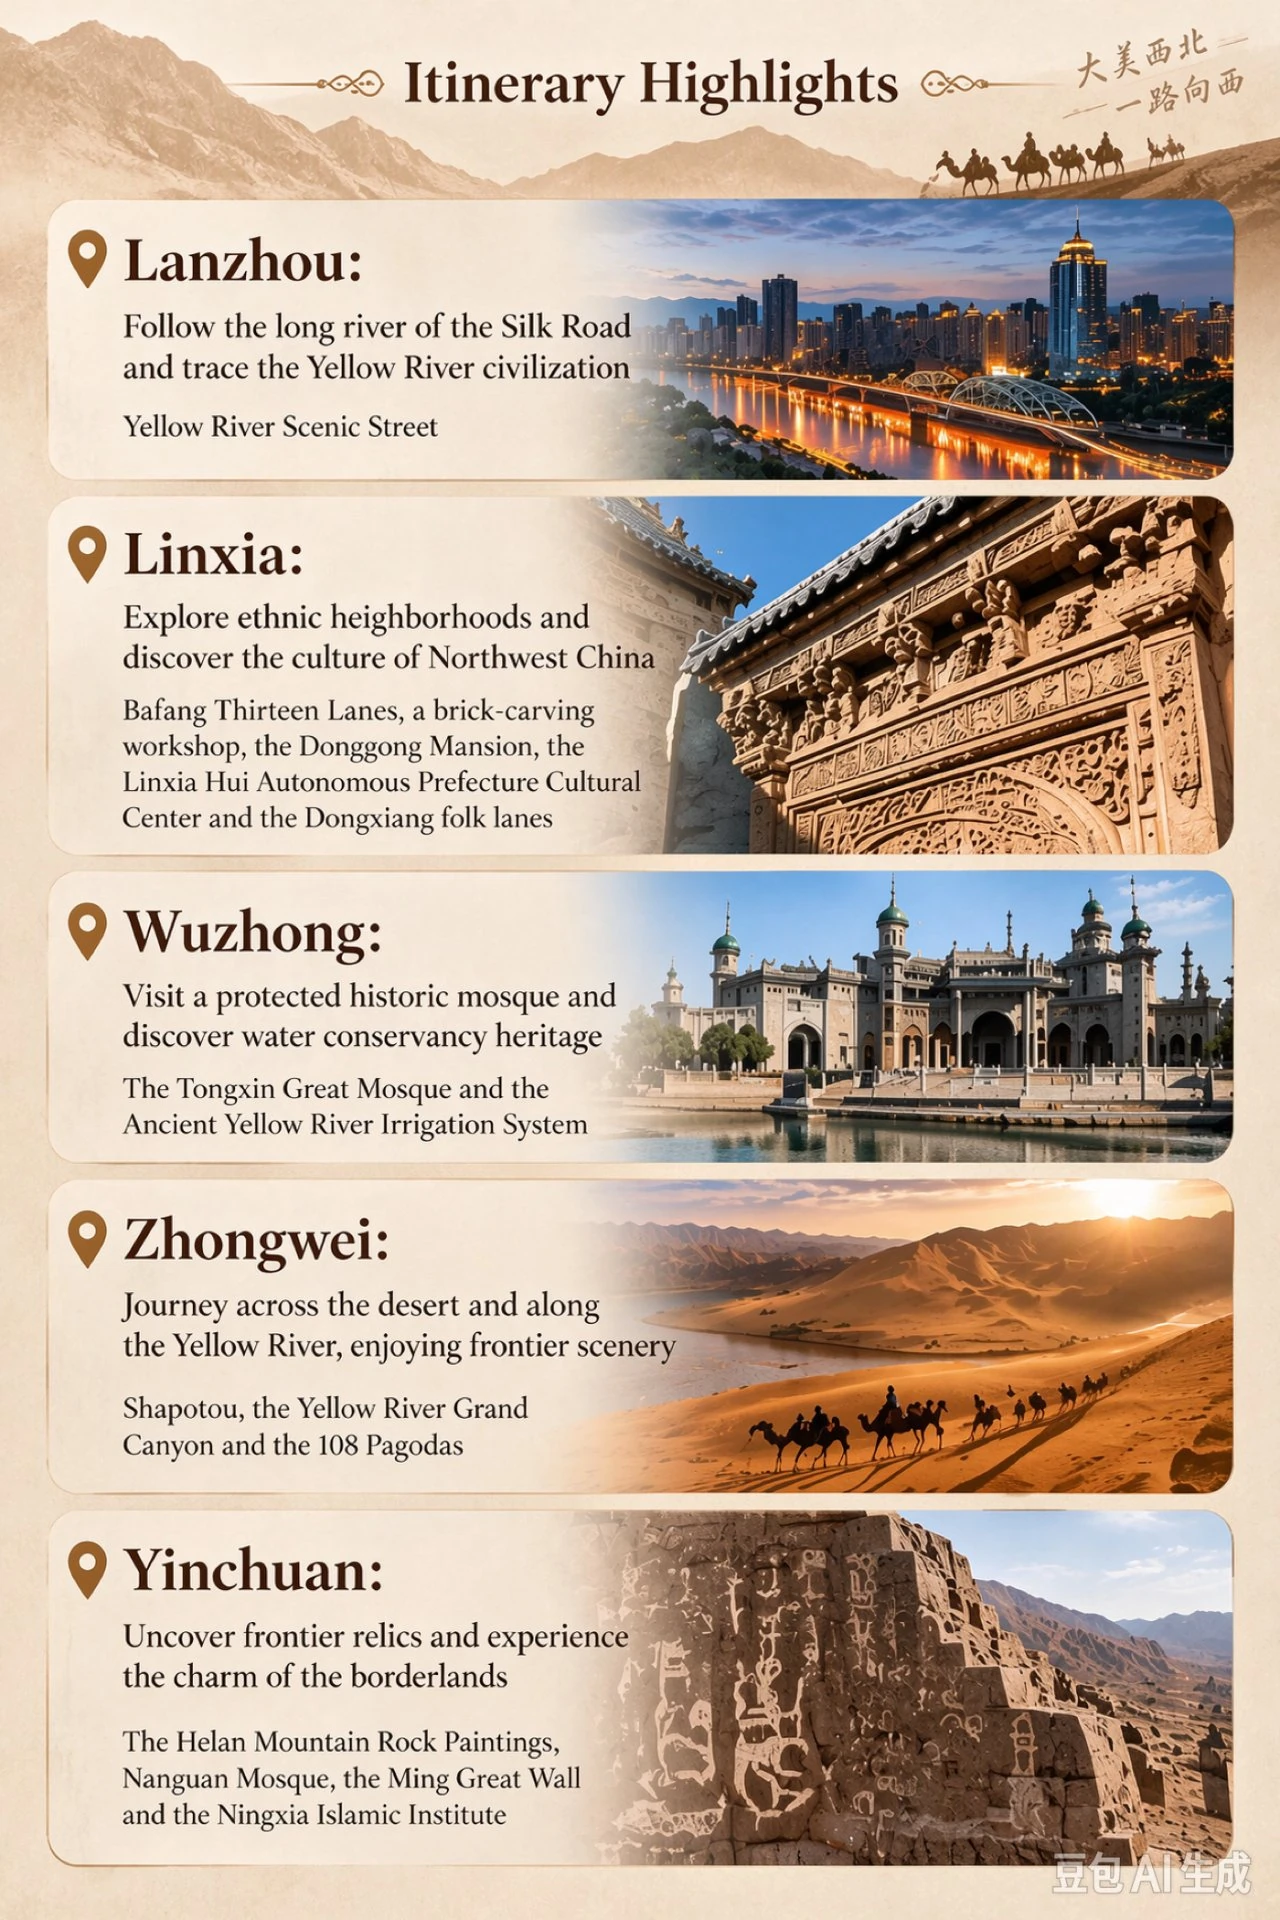 Itinerary Highlights
大美西北
一路向西
Lanzhou:
Follow the long river of the Silk Road
and trace the Yellow River civilization
Yellow River Scenic Street
Linxia:
Explore ethnic neighborhoods and
discover the culture of Northwest China
Bafang Thirteen Lanes, a brick-carving
workshop, the Donggong Mansion, the
Linxia Hui Autonomous Prefecture Cultural
Center and the Dongxiang folk lanes
Wuzhong:
Visit a protected historic mosque and
discover water conservancy heritage
The Tongxin Great Mosque and the
Ancient Yellow River Irrigation System
Zhongwei:
Journey across the desert and along
the Yellow River, enjoying frontier scenery
Shapotou, the Yellow River Grand
Canyon and the 108 Pagodas
Yinchuan:
Uncover frontier relics and experience
the charm of the borderlands
The Helan Mountain Rock Paintings,
Nanguan Mosque, the Ming Great Wall
and the Ningxia Islamic Institute
豆包AI生成